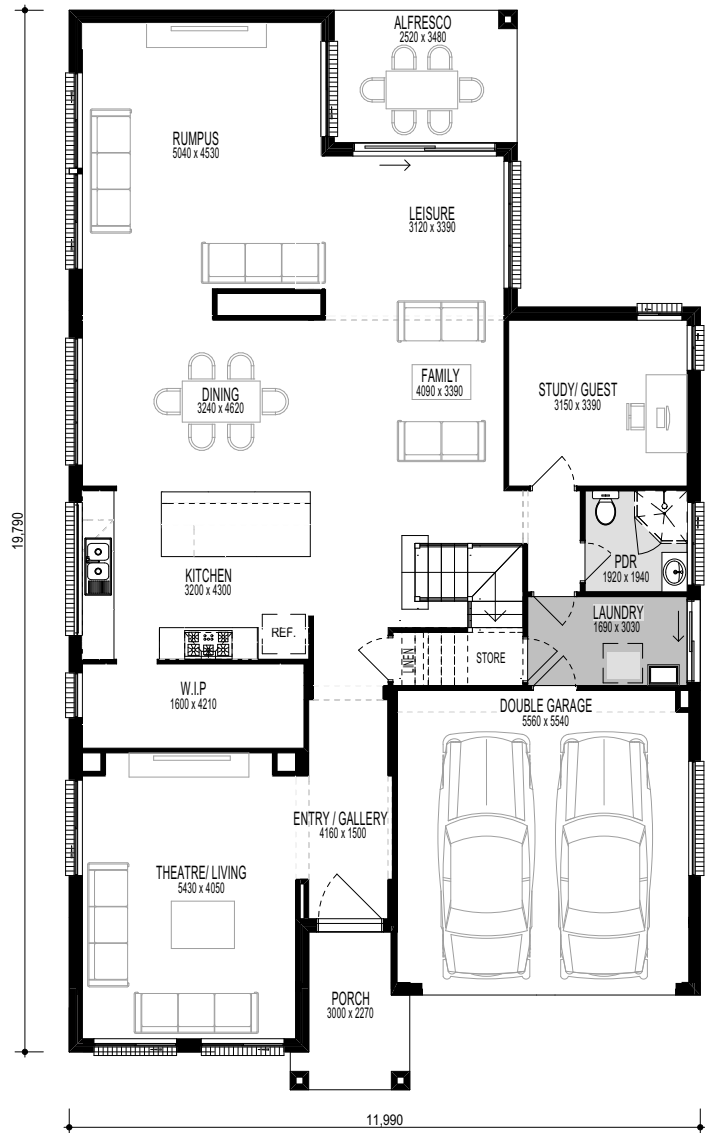 ALFRESCO
2520 x 3480
RUMPUS
5040 x 4530
LEISURE
3120 x 3390
FAMILY
4090 x 3390
DINING
3240 x 4620
STUDY/ GUEST
3150 x 3390
19,790
KITCHEN
3200 x 4300
PDR
1920 x 1940
LAUNDRY
1690 x 3030
REF.
LINEN
STORE
W.I.P
1600 x 4210
DOUBLE GARAGE
5560 x 5540
ENTRY / GALLERY
4160 x 1500
THEATRE/ LIVING
5430 x 4050
PORCH
3000 x 2270
11,990